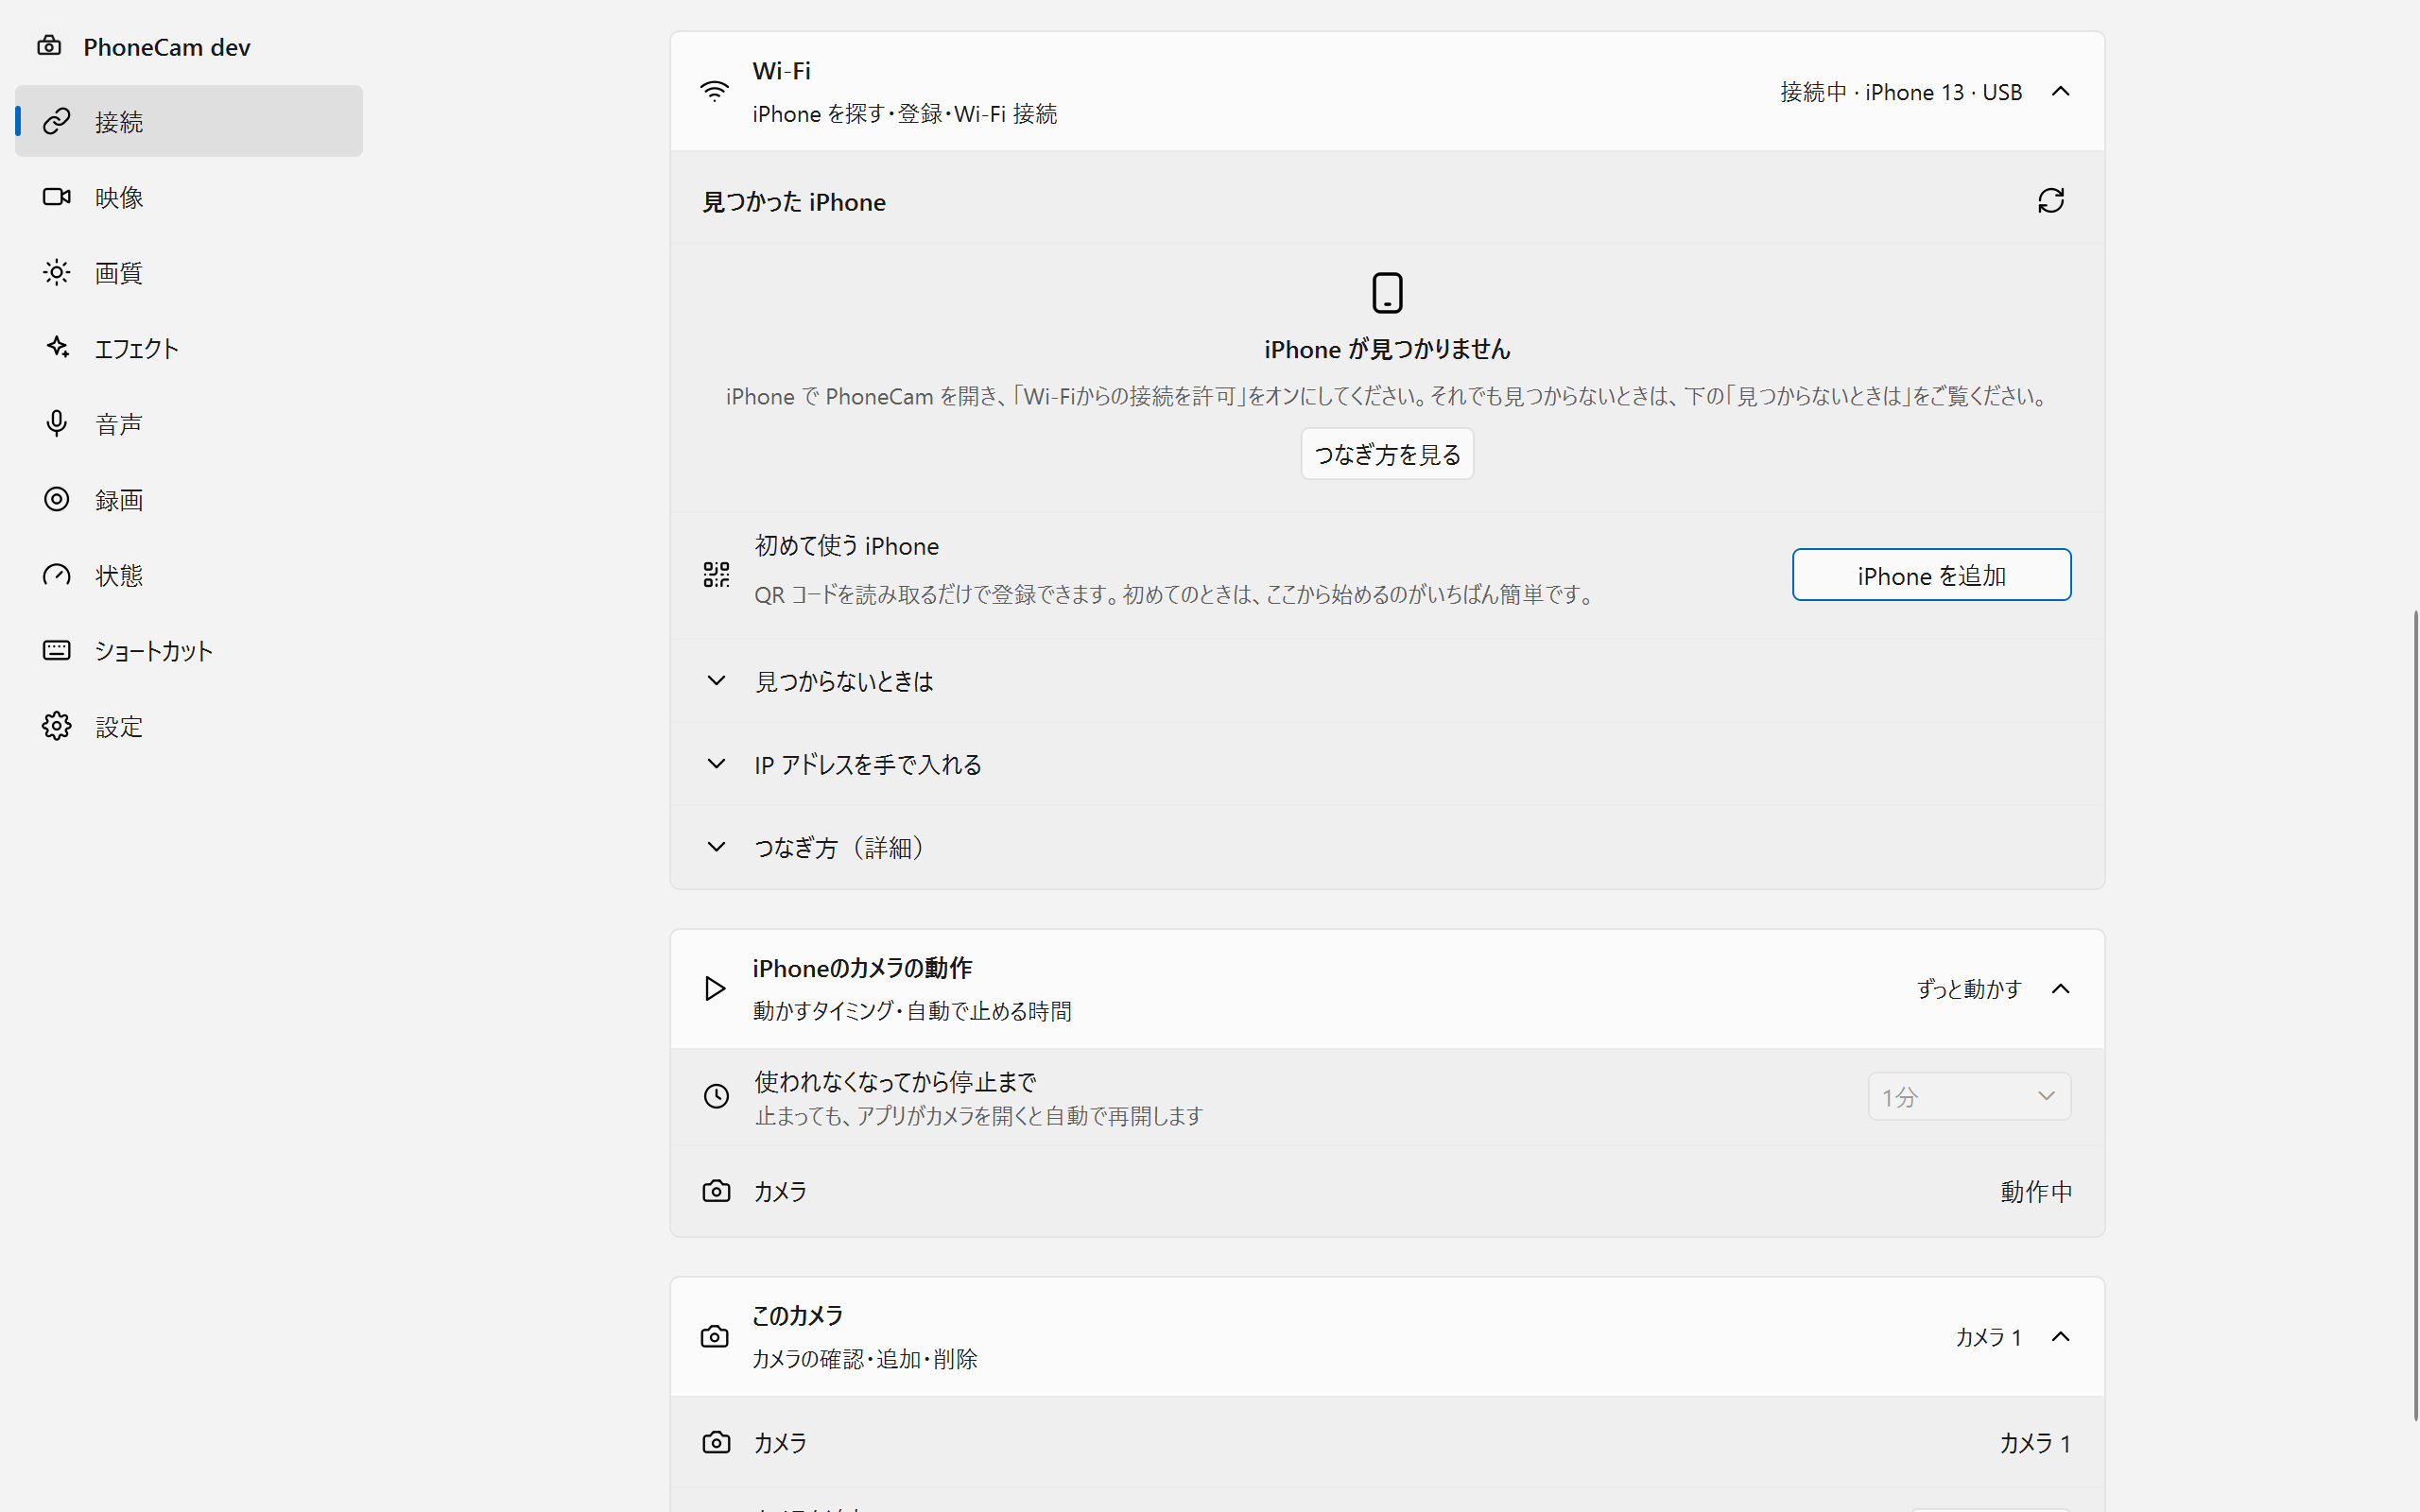 PhoneCam dev
接続
映像
画質
エフェクト
音声
録画
状態
ショートカット
設定
Wi-Fi
iPhone を探す・登録・Wi-Fi 接続
接続中 · iPhone 13 · USB
見つかった iPhone
iPhone が見つかりません
iPhone で PhoneCam を開き、「Wi-Fiからの接続を許可」をオンにしてください。それでも見つからないときは、下の「見つからないときは」をご覧ください。
つなぎ方を見る
初めて使う iPhone
QR コードを読み取るだけで登録できます。初めてのときは、ここから始めるのがいちばん簡単です。
iPhone を追加
見つからないときは
IP アドレスを手で入れる
つなぎ方（詳細）
iPhoneのカメラの動作
動かすタイミング・自動で止める時間
ずっと動かす
使われなくなってから停止まで
止まっても、アプリがカメラを開くと自動で再開します
1分
カメラ
動作中
このカメラ
カメラの確認・追加・削除
カメラ 1
カメラ
カメラ 1